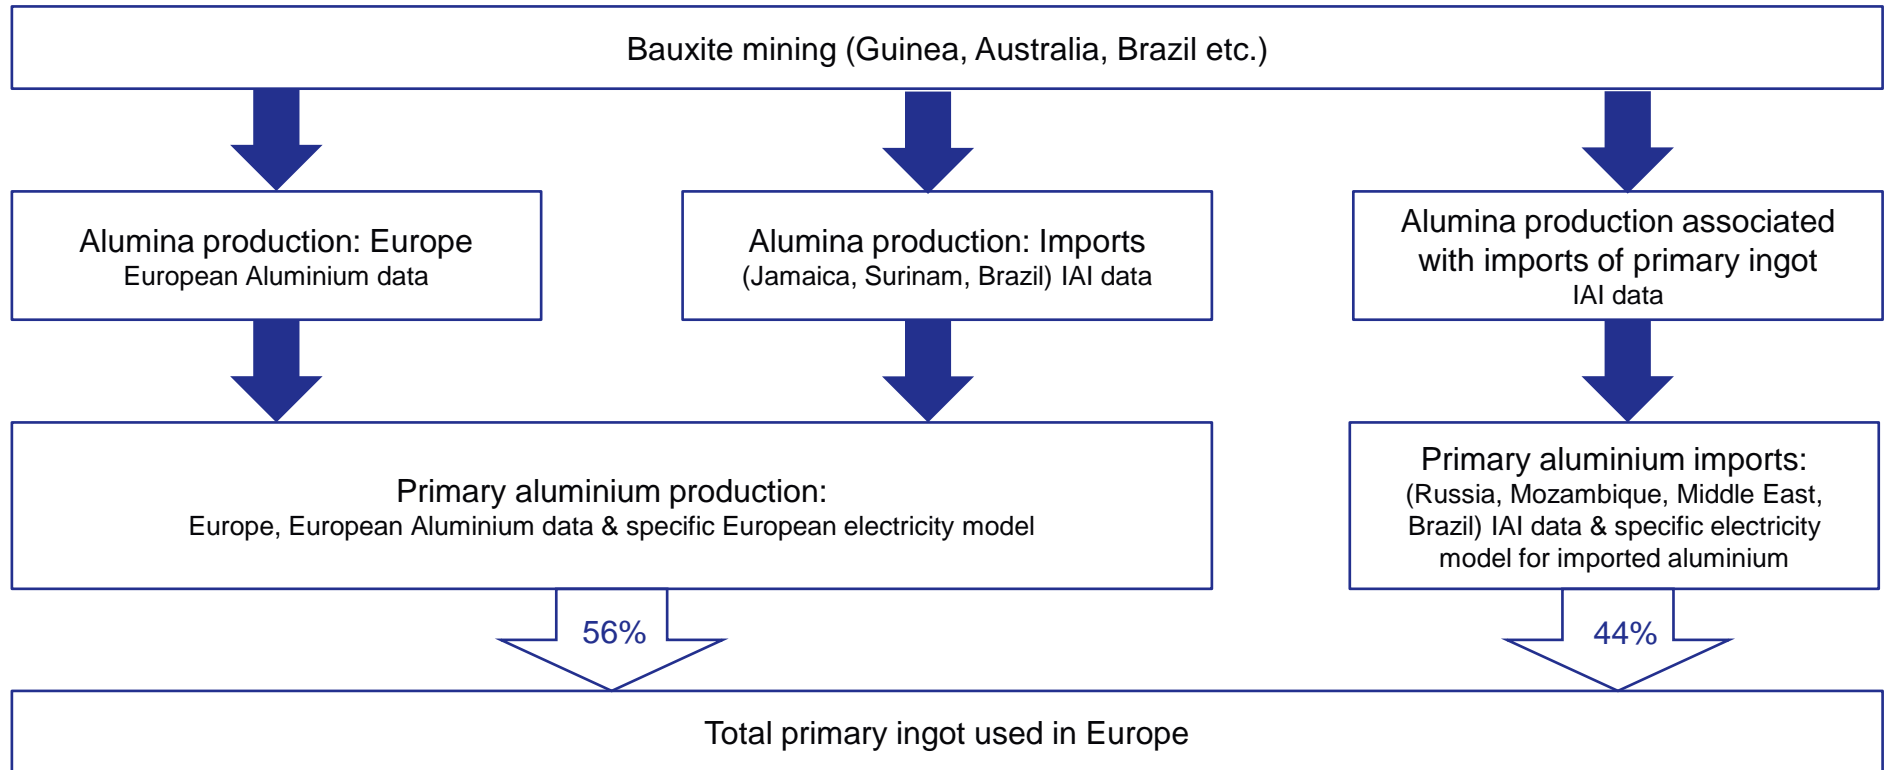 Bauxite mining (Guinea, Australia, Brazil etc.)
Alumina production: Europe
European Aluminium data
Alumina production: Imports
(Jamaica, Surinam, Brazil) IAI data
Alumina production associated
with imports of primary ingot
IAI data
Primary aluminium production:
Europe, European Aluminium data & specific European electricity model
Primary aluminium imports:
(Russia, Mozambique, Middle East,
Brazil) IAI data & specific electricity
model for imported aluminium
56%
44%
Total primary ingot used in Europe